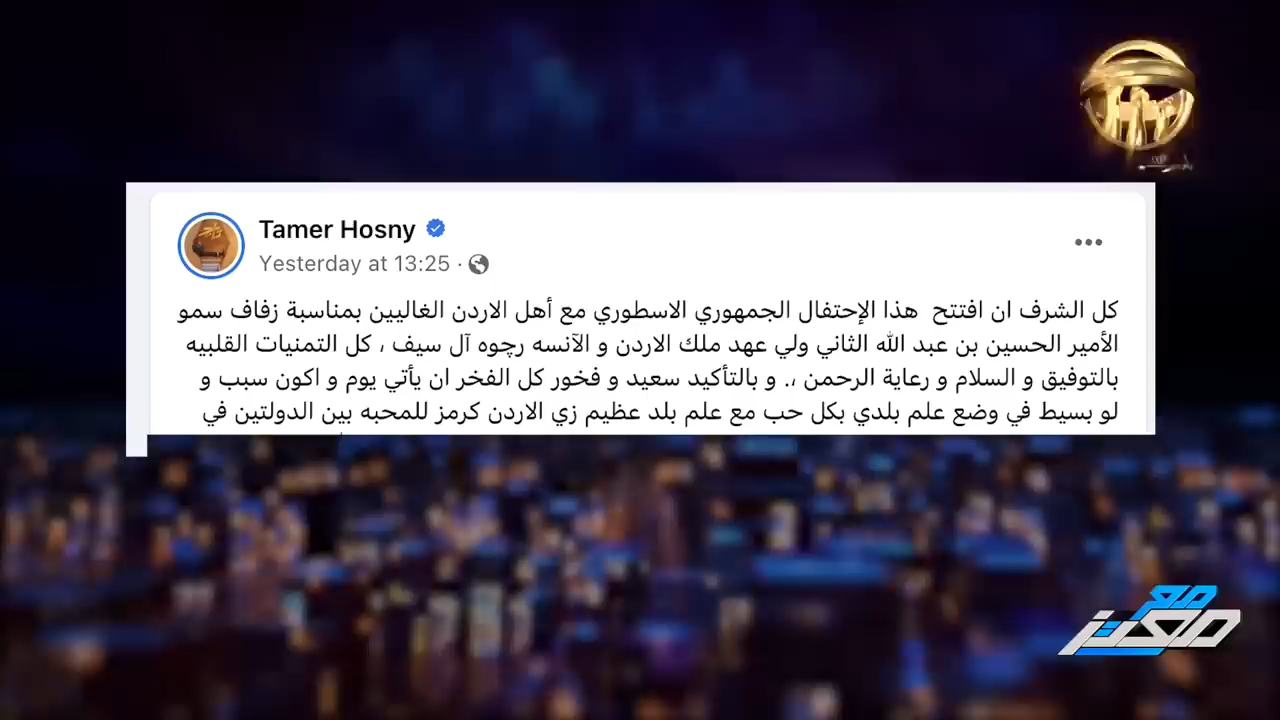 Tamer Hosny
Yesterday at 13:25 ·
كل الشرف ان افتتح هذا الإحتفال الجمهوري الاسطوري مع أهل الاردن الغاليين بمناسبة زفاف سمو
الأمير الحسين بن عبد الله الثاني ولي عهد ملك الاردن و الآنسه رچوه آل سيف ، كل التمنيات القلبيه
بالتوفيق و السلام و رعاية الرحمن ،. و بالتأكيد سعيد و فخور كل الفخر ان يأتي يوم و اكون سبب و
لو بسيط في وضع علم بلدي بكل حب مع علم بلد عظيم زي الاردن كرمز للمحبه بين الدولتين في
مع
معتز